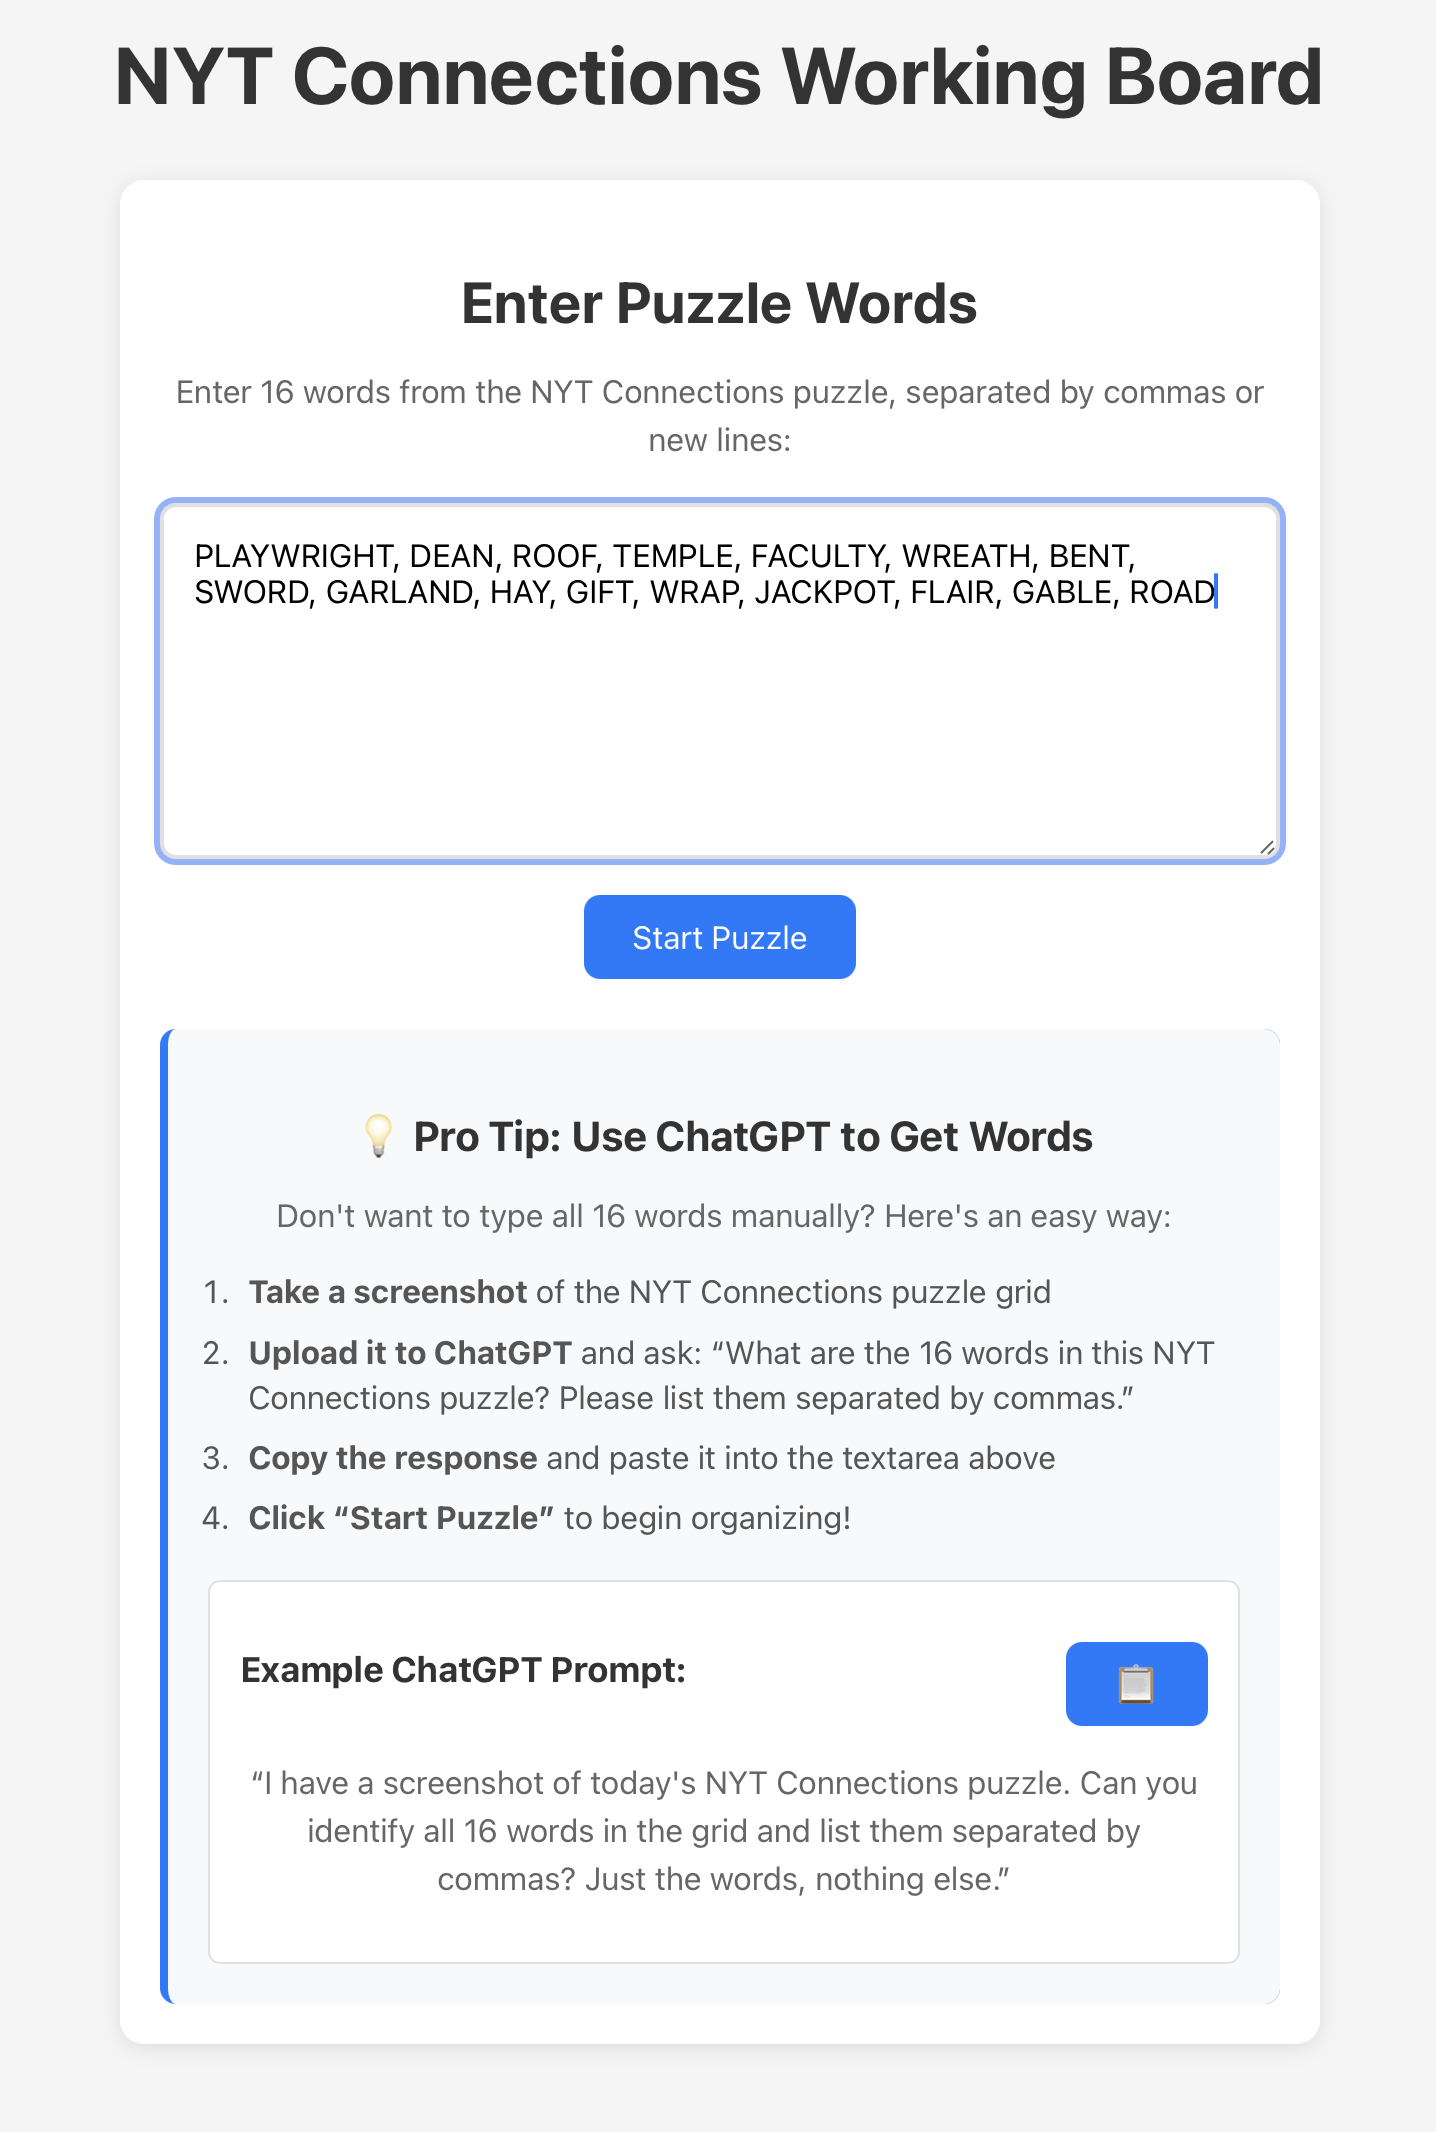 NYT Connections Working Board
Enter Puzzle Words
Enter 16 words from the NYT Connections puzzle, separated by commas or
new lines:
PLAYWRIGHT, DEAN, ROOF, TEMPLE, FACULTY, WREATH, BENT,
SWORD, GARLAND, HAY, GIFT, WRAP, JACKPOT, FLAIR, GABLE, ROAD
Start Puzzle
💡 Pro Tip: Use ChatGPT to Get Words
Don't want to type all 16 words manually? Here's an easy way:
1. Take a screenshot of the NYT Connections puzzle grid
2. Upload it to ChatGPT and ask: “What are the 16 words in this NYT
Connections puzzle? Please list them separated by commas.”
3. Copy the response and paste it into the textarea above
4. Click “Start Puzzle” to begin organizing!
Example ChatGPT Prompt:
“I have a screenshot of today's NYT Connections puzzle. Can you
identify all 16 words in the grid and list them separated by
commas? Just the words, nothing else.”